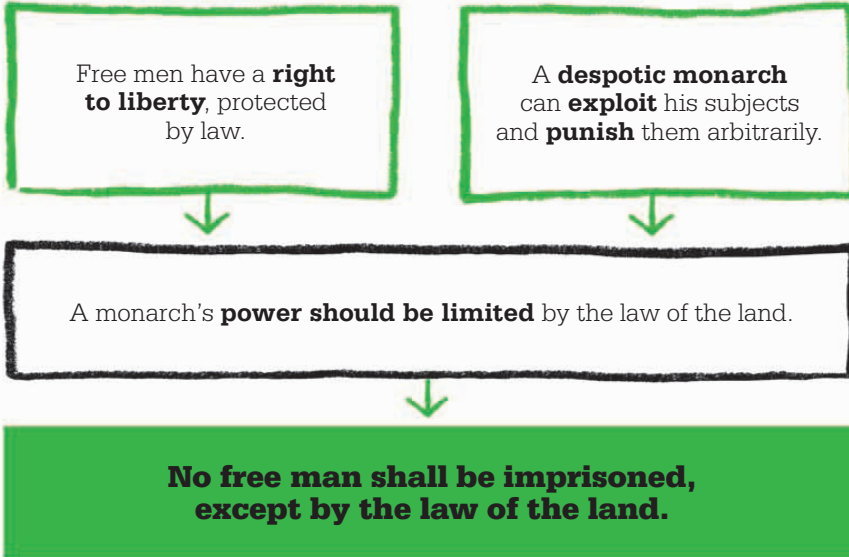 Free men have a right
to liberty, protected
by law.
A despotic monarch
can exploit his subjects
and punish them arbitrarily.
A monarch’s power should be limited by the law of the land.
No free man shall be imprisoned,
except by the law of the land.